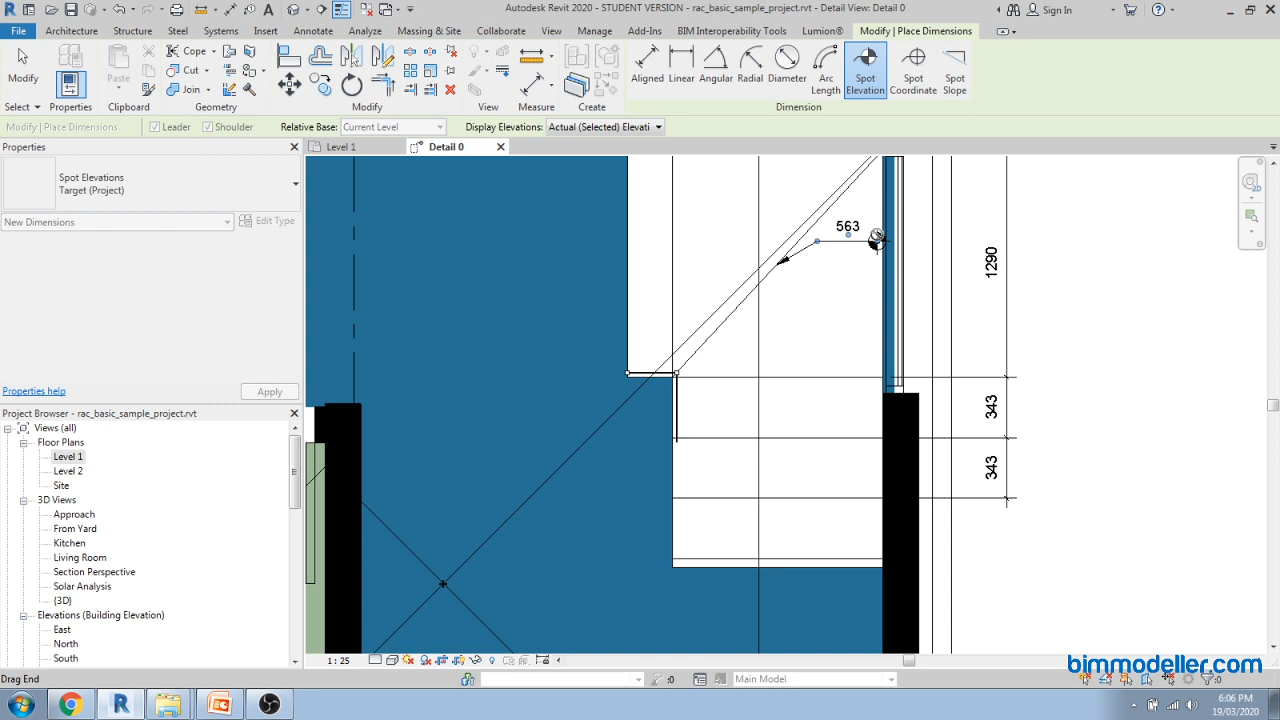 Autodesk Revit 2020 - STUDENT VERSION - rac_basic_sample_project.rvt - Detail View: Detail 0
Sign In
File Architecture Structure Steel Systems Insert Annotate Analyze Massing & Site Collaborate View Manage Add-Ins BIM Interoperability Tools Lumion® Modify | Place Dimensions
Modify
Properties
Paste
Cope
Cut
Join
Aligned Linear Angular Radial Diameter Arc Length Spot Elevation Spot Coordinate Spot Slope
Select Properties Clipboard Geometry Modify View Measure Create Dimension
Modify | Place Dimensions Leader Shoulder Relative Base: Current Level Display Elevations: Actual (Selected) Elevati
Properties
Level 1
Detail 0
Spot Elevations
Target (Project)
New Dimensions
Edit Type
Properties help
Apply
Project Browser - rac_basic_sample_project.rvt
Views (all)
Floor Plans
Level 1
Level 2
Site
3D Views
Approach
From Yard
Kitchen
Living Room
Section Perspective
Solar Analysis
{3D}
Elevations (Building Elevation)
East
North
South
563
1290
343
343
1 : 25
bimmodeller.com
Drag End
:0
Main Model
:0
6:06 PM
19/03/2020